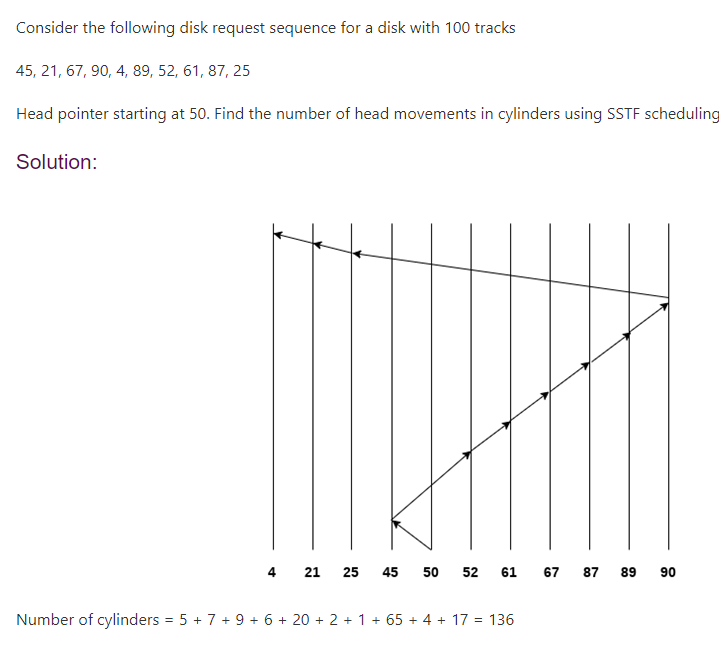 Consider the following disk request sequence for a disk with 100 tracks
45, 21, 67, 90, 4, 89, 52, 61, 87, 25
Head pointer starting at 50. Find the number of head movements in cylinders using SSTF scheduling
Solution:
4 21 25 45 50 52 61 67 87 89 90
Number of cylinders = 5 + 7 + 9 + 6 + 20 + 2 + 1 + 65 + 4 + 17 = 136